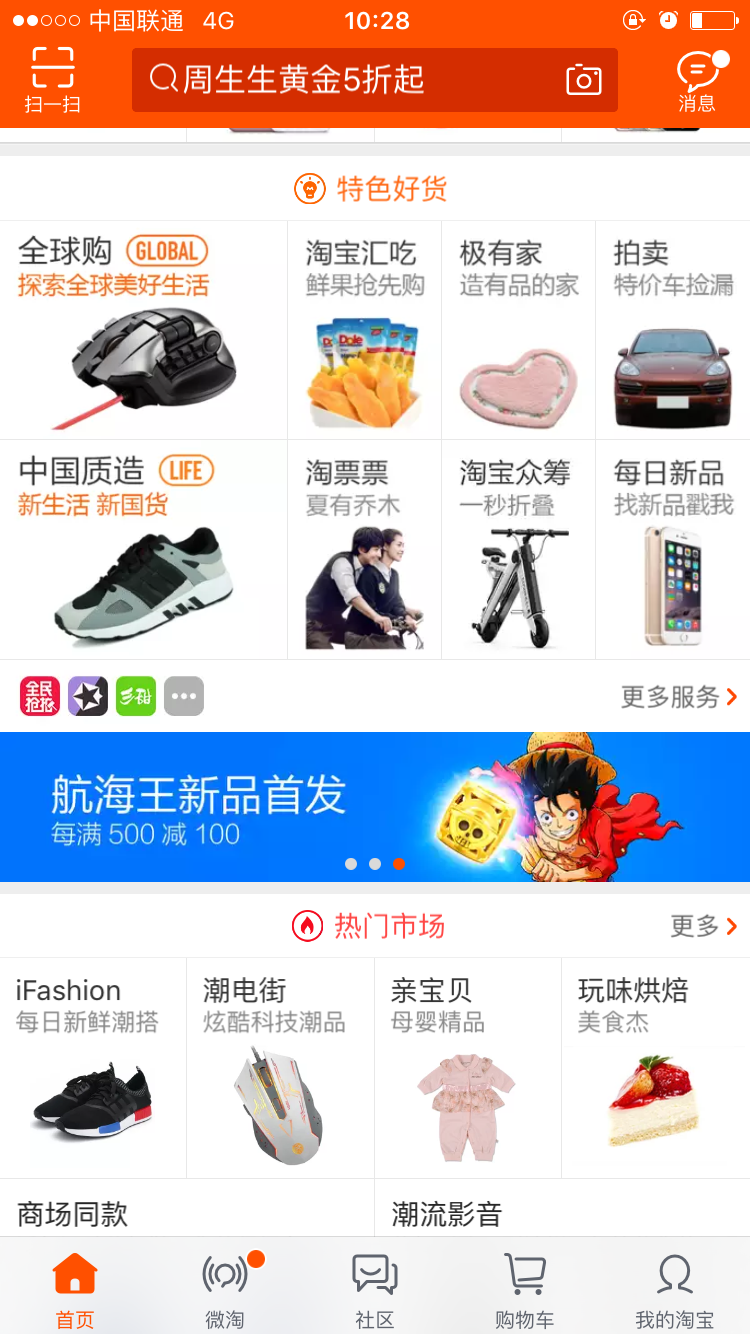 中国联通 4G 10:28
扫一扫
周生生黄金5折起
消息
特色好货
全球购 GLOBAL
探索全球美好生活
淘宝汇吃
鲜果抢先购
极有家
造有品的家
拍卖
特价车捡漏
Dole
中国质造 LIFE
新生活 新国货
淘票票
夏有乔木
淘宝众筹
一秒折叠
每日新品
找新品戳我
全民
抢抢
乡甜
更多服务
航海王新品首发
每满 500 减 100
热门市场
更多
iFashion
每日新鲜潮搭
潮电街
炫酷科技潮品
亲宝贝
母婴精品
玩味烘焙
美食杰
商场同款
潮流影音
首页
微淘
社区
购物车
我的淘宝